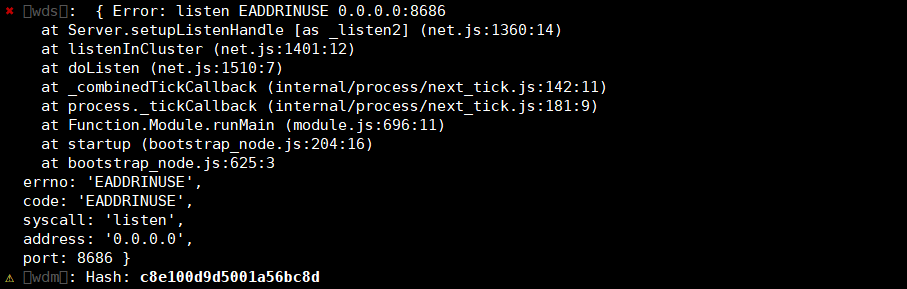 ✖ 「wds」:  { Error: listen EADDRINUSE 0.0.0.0:8686
    at Server.setupListenHandle [as _listen2] (net.js:1360:14)
    at listenInCluster (net.js:1401:12)
    at doListen (net.js:1510:7)
    at _combinedTickCallback (internal/process/next_tick.js:142:11)
    at process._tickCallback (internal/process/next_tick.js:181:9)
    at Function.Module.runMain (module.js:696:11)
    at startup (bootstrap_node.js:204:16)
    at bootstrap_node.js:625:3
  errno: 'EADDRINUSE',
  code: 'EADDRINUSE',
  syscall: 'listen',
  address: '0.0.0.0',
  port: 8686 }
⚠ 「wdm」: Hash: c8e100d9d5001a56bc8d